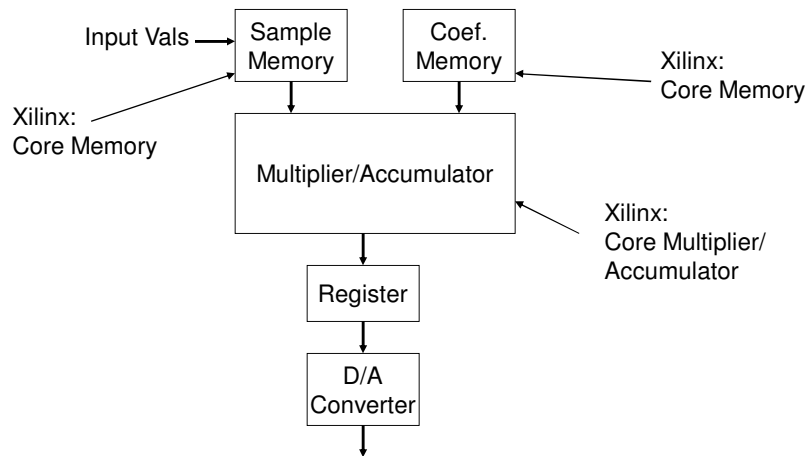 Input Vals
Sample
Memory
Coef.
Memory
Xilinx:
Core Memory
Xilinx:
Core Memory
Multiplier/Accumulator
Xilinx:
Core Multiplier/
Accumulator
Register
D/A
Converter